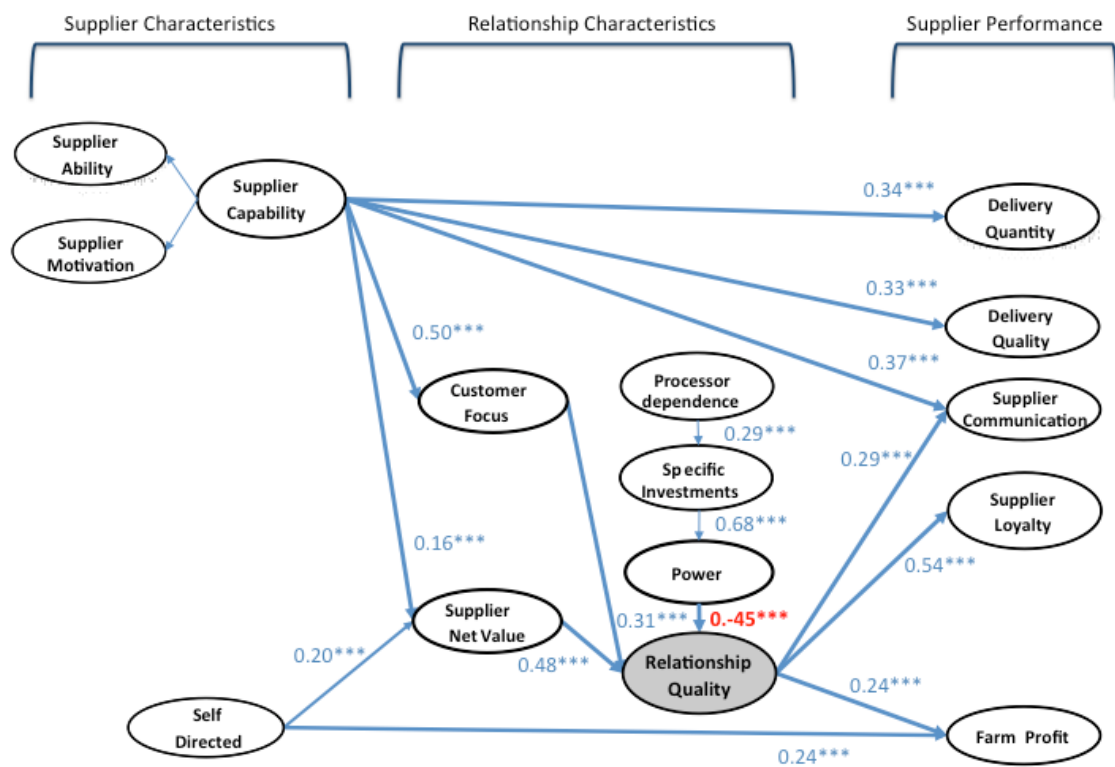 Supplier Characteristics
Relationship Characteristics
Supplier Performance
Supplier
Ability
Supplier
Capability
Supplier
Motivation
0.34***
Delivery
Quantity
0.33***
Delivery
Quality
0.50***
0.37***
Customer
Focus
Processor
dependence
Supplier
Communication
0.29***
0.29***
Specific
Investments
Supplier
Loyalty
0.68***
0.16***
0.54***
Power
Supplier
Net Value
0.31***
0.-45***
0.20***
0.48***
Relationship
Quality
0.24***
Self
Directed
0.24***
Farm Profit